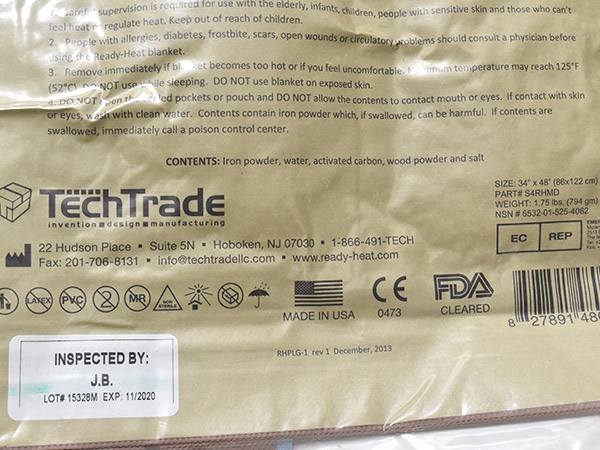 1. Careful supervision is required for use with the elderly, infants, children, people with sensitive skin and those who can't
feel heat or regulate heat. Keep out of reach of children.
2. People with allergies, diabetes, frostbite, scars, open wounds or circulatory problems should consult a physician before
using the Ready-Heat blanket.
3. Remove immediately if blanket becomes too hot or if you feel uncomfortable. Maximum temperature may reach 125°F
(52°C). DO NOT use while sleeping. DO NOT use blanket on exposed skin.
4. DO NOT open the sealed pockets or pouch and DO NOT allow the contents to contact mouth or eyes. If contact with skin
or eyes, wash with clean water. Contents contain iron powder which, if swallowed, can be harmful. If contents are
swallowed, immediately call a poison control center.
CONTENTS: Iron powder, water, activated carbon, wood powder and salt
TechTrade
invention ■ design ■ manufacturing
22 Hudson Place ▪ Suite 5N ▪ Hoboken, NJ 07030 ▪ 1-866-491-TECH
Fax: 201-706-8131 ▪ info@techtradellc.com ▪ www.ready-heat.com
SIZE: 34" x 48" (86x122 cm)
PART# S4RHMD
WEIGHT: 1.75 lbs. (794 gm)
NSN # 6532-01-525-4062
EC REP
LATEX PVC MR NON STERILE
MADE IN USA
CE 0473
FDA
CLEARED
8 27891 480
RHPLG-1 rev 1 December, 2013
INSPECTED BY:
J.B.
LOT# 15328M EXP: 11/2020